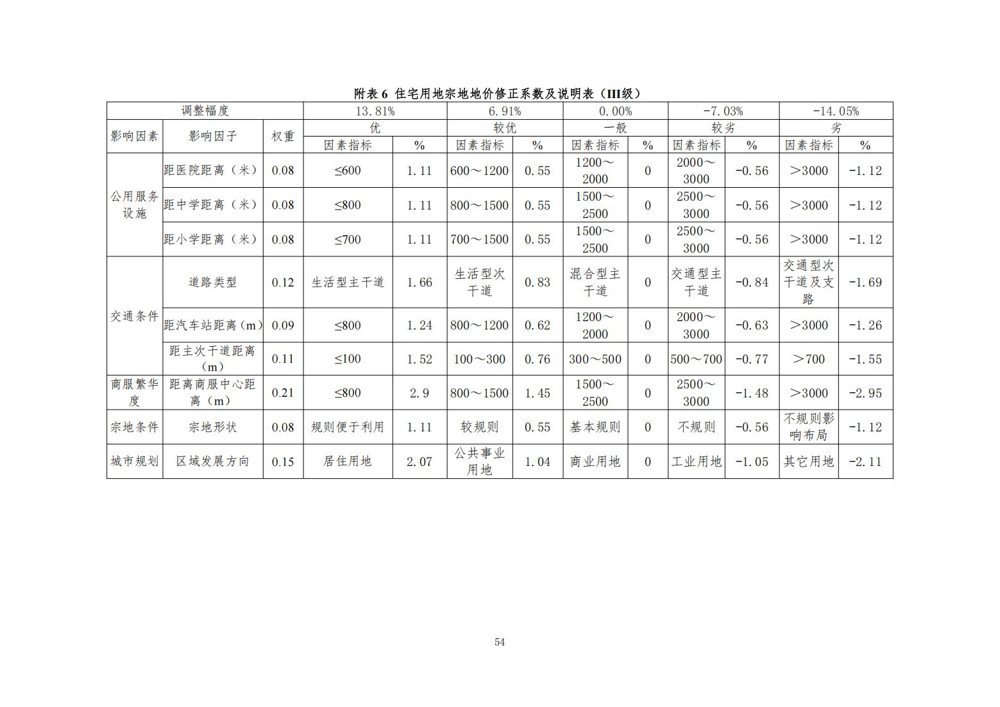 附表 6 住宅用地宗地地价修正系数及说明表（III级）
调整幅度 13.81% 6.91% 0.00% -7.03% -14.05%
影响因素 影响因子 权重 优 较优 一般 较劣 劣
因素指标 % 因素指标 % 因素指标 % 因素指标 % 因素指标 %
公用服务设施 距医院距离（米） 0.08 ≤600 1.11 600～1200 0.55 1200～2000 0 2000～3000 -0.56 ＞3000 -1.12
距中学距离（米） 0.08 ≤800 1.11 800～1500 0.55 1500～2500 0 2500～3000 -0.56 ＞3000 -1.12
距小学距离（米） 0.08 ≤700 1.11 700～1500 0.55 1500～2500 0 2500～3000 -0.56 ＞3000 -1.12
交通条件 道路类型 0.12 生活型主干道 1.66 生活型次干道 0.83 混合型主干道 0 交通型主干道 -0.84 交通型次干道及支路 -1.69
距汽车站距离（m） 0.09 ≤800 1.24 800～1200 0.62 1200～2000 0 2000～3000 -0.63 ＞3000 -1.26
距主次干道距离（m） 0.11 ≤100 1.52 100～300 0.76 300～500 0 500～700 -0.77 ＞700 -1.55
商服繁华度 距离商服中心距离（m） 0.21 ≤800 2.9 800～1500 1.45 1500～2500 0 2500～3000 -1.48 ＞3000 -2.95
宗地条件 宗地形状 0.08 规则便于利用 1.11 较规则 0.55 基本规则 0 不规则 -0.56 不规则影响布局 -1.12
城市规划 区域发展方向 0.15 居住用地 2.07 公共事业用地 1.04 商业用地 0 工业用地 -1.05 其它用地 -2.11
54